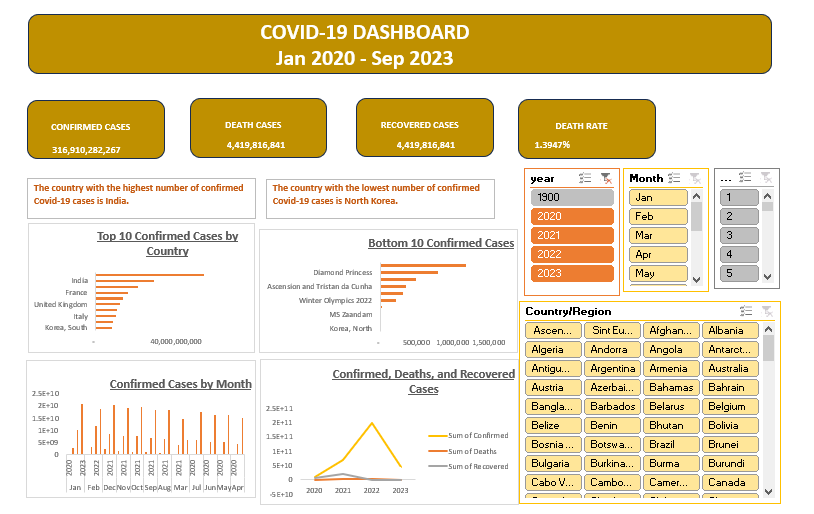 COVID-19 DASHBOARD
Jan 2020 - Sep 2023
CONFIRMED CASES
316,910,282,267
DEATH CASES
4,419,816,841
RECOVERED CASES
4,419,816,841
DEATH RATE
1.3947%
The country with the highest number of confirmed
Covid-19 cases is India.
The country with the lowest number of confirmed
Covid-19 cases is North Korea.
year
1900
2020
2021
2022
2023
Month
Jan
Feb
Mar
Apr
May
...
1
2
3
4
5
Top 10 Confirmed Cases by
Country
India
France
United Kingdom
Italy
Korea, South
- 40,000,000,000
Bottom 10 Confirmed Cases
Diamond Princess
Ascension and Tristan da Cunha
Winter Olympics 2022
MS Zaandam
Korea, North
- 500,000 1,000,000 1,500,000
Country/Region
Ascen... Sint Eu... Afghan... Albania
Algeria Andorra Angola Antarct...
Antigu... Argentina Armenia Australia
Austria Azerbai... Bahamas Bahrain
Bangla... Barbados Belarus Belgium
Belize Benin Bhutan Bolivia
Bosnia ... Botswa... Brazil Brunei
Bulgaria Burkina... Burma Burundi
Cabo V... Cambo... Camer... Canada
Confirmed Cases by Month
2.5E+10
2E+10
1.5E+10
1E+10
5E+09
0
2020 2023 2022 2021 2020 2020 2022 2021 2020 2020 2022 2021 2020
Jan Feb Dec Nov Oct Sep Aug Mar Jul Jun May Apr
Confirmed, Deaths, and Recovered
Cases
2.5E+11
2E+11
1.5E+11
1E+11
5E+10
0
-5E+10
2020 2021 2022 2023
Sum of Confirmed
Sum of Deaths
Sum of Recovered